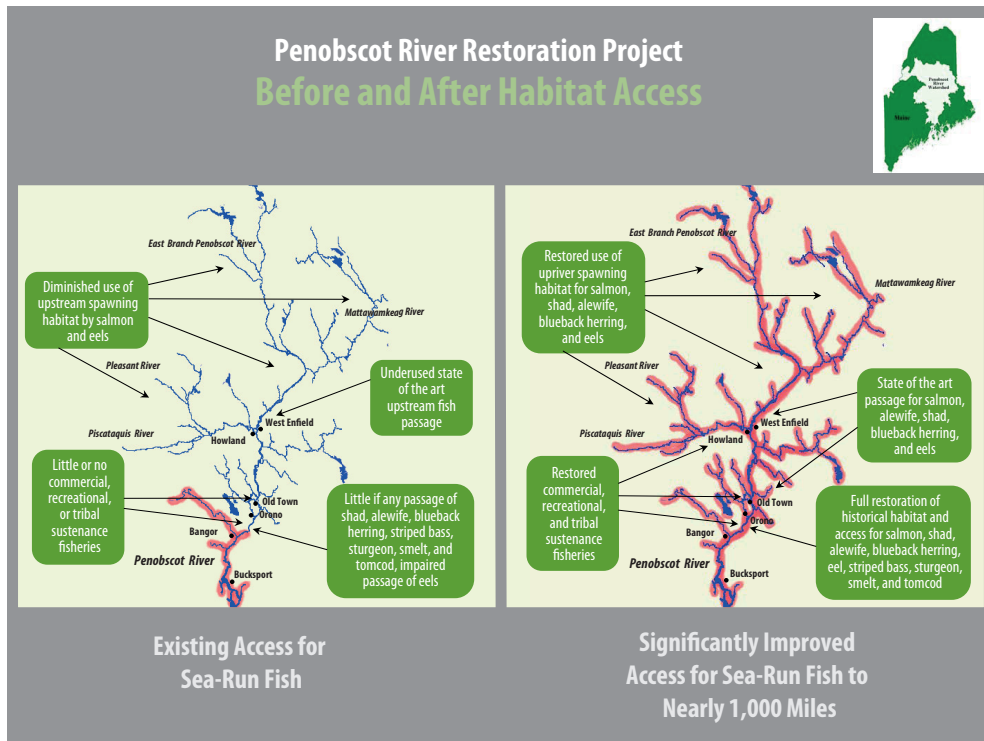 Penobscot River Restoration Project
Before and After Habitat Access
Penobscot
River
Watershed
Maine
East Branch Penobscot River
Diminished use of
upstream spawning
habitat by salmon
and eels
Mattawamkeag River
Pleasant River
Underused state
of the art
upstream fish
passage
West Enfield
Howland
Piscataquis River
Little or no
commercial,
recreational,
or tribal
sustenance
fisheries
Old Town
Orono
Little if any passage of
shad, alewife, blueback
herring, striped bass,
sturgeon, smelt, and
tomcod, impaired
passage of eels
Bangor
Penobscot River
Bucksport
Existing Access for
Sea-Run Fish
East Branch Penobscot River
Restored use of
upriver spawning
habitat for salmon,
shad, alewife,
blueback herring,
and eels
Mattawamkeag River
Pleasant River
State of the art
passage for salmon,
alewife, shad,
blueback herring,
and eels
West Enfield
Howland
Piscataquis River
Restored
commercial,
recreational,
and tribal
sustenance
fisheries
Old Town
Orono
Full restoration of
historical habitat and
access for salmon, shad,
alewife, blueback herring,
eel, striped bass, sturgeon,
smelt, and tomcod
Bangor
Penobscot River
Bucksport
Significantly Improved
Access for Sea-Run Fish to
Nearly 1,000 Miles